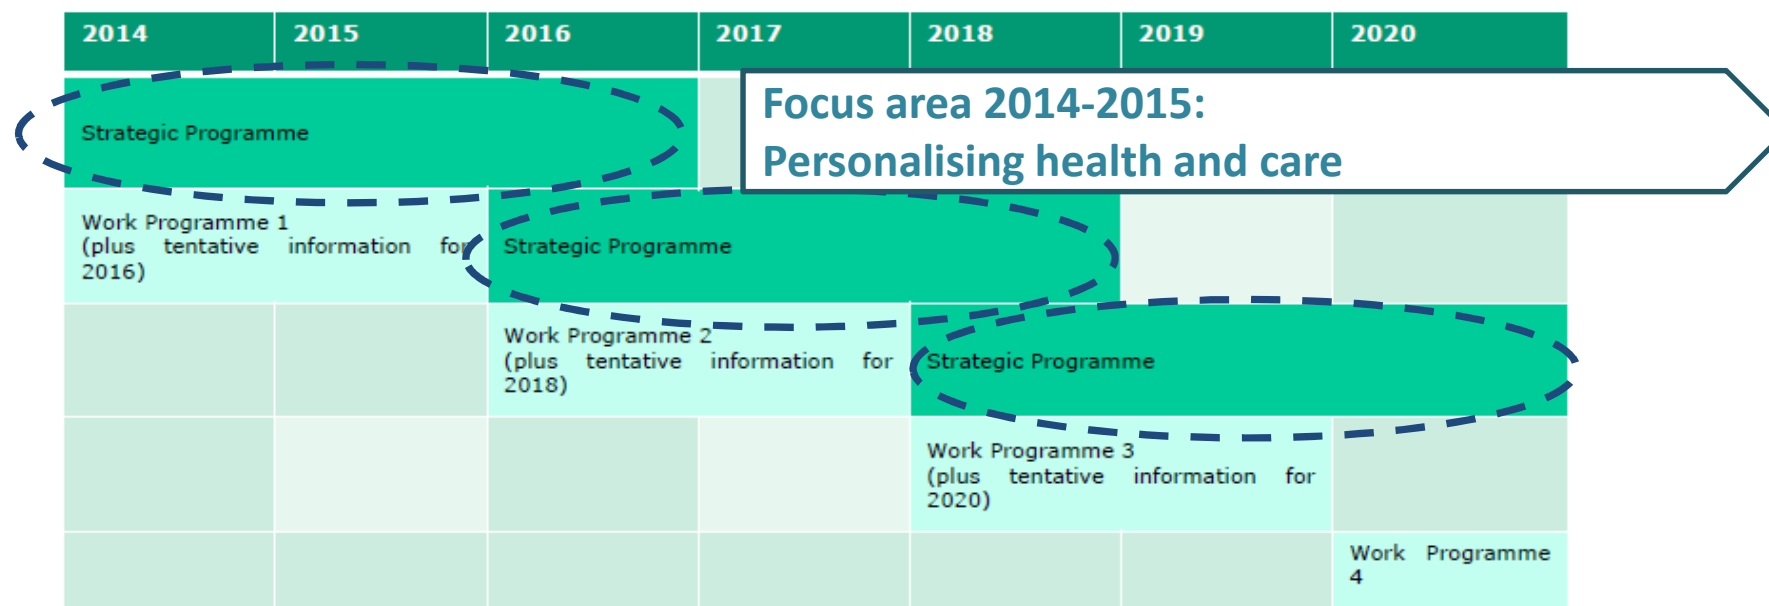 2014 2015 2016 2017 2018 2019 2020
Focus area 2014-2015:
Personalising health and care
Strategic Programme
Work Programme 1
(plus tentative information for
2016)
Strategic Programme
Work Programme 2
(plus tentative information for
2018)
Strategic Programme
Work Programme 3
(plus tentative information for
2020)
Work Programme
4